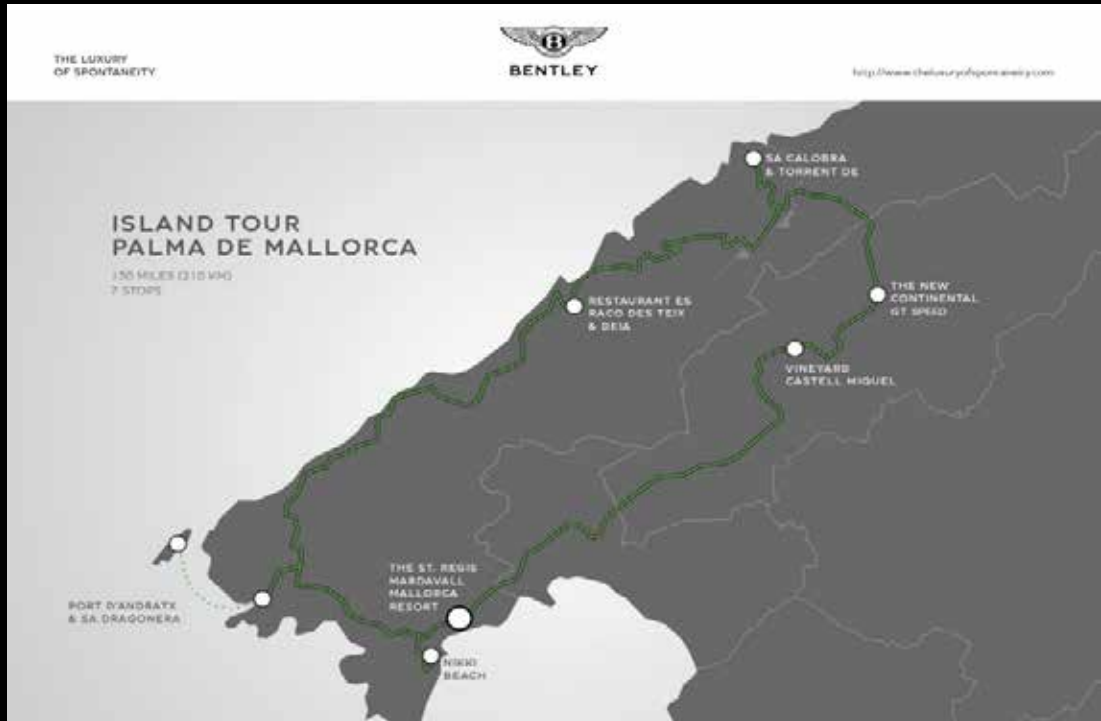 THE LUXURY
OF SPONTANEITY
B
BENTLEY
ISLAND TOUR
PALMA DE MALLORCA
7 STOPS
SA CALOBRA
& TORRENT DE
RESTAURANT ES
RACO DES TEIX
& DEIA
THE NEW
CONTINENTAL
GT SPEED
VINEYARD
CASTELL MIGUEL
THE ST. REGIS
MARDAVALL
MALLORCA
RESORT
PORT D'ANDRATX
& SA DRAGONERA
NIKKI
BEACH